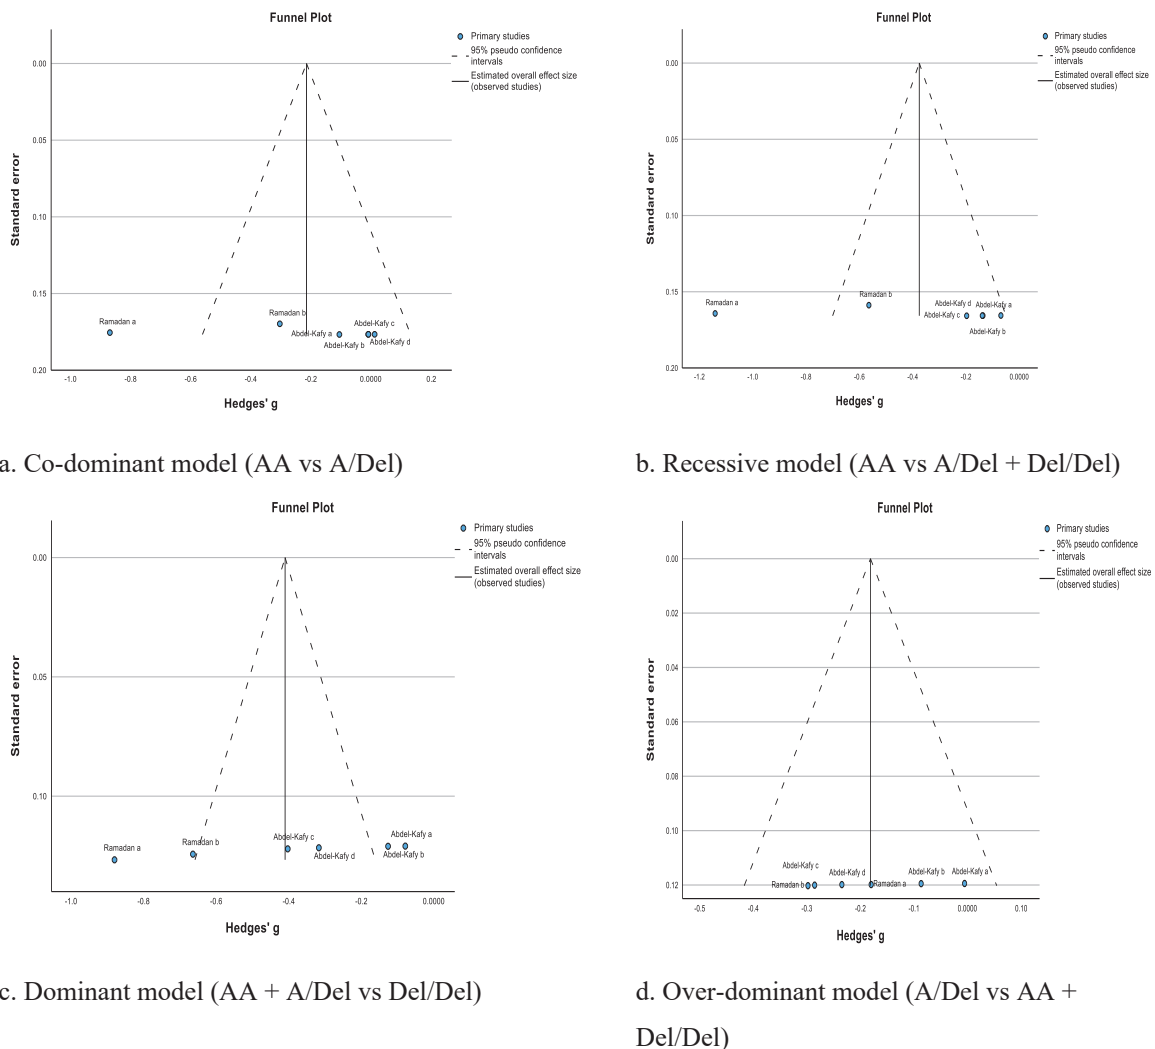 Funnel Plot
Primary studies
95% pseudo confidence
intervals
Estimated overall effect size
(observed studies)
Standard error
0.00
0.05
0.10
0.15
0.20
Ramadan a
Ramadan b
Abdel-Kafy a
Abdel-Kafy c
Abdel-Kafy b
Abdel-Kafy d
-1.0
-0.8
-0.6
-0.4
-0.2
0.0000
0.2
Hedges' g
a. Co-dominant model (AA vs A/Del)
Funnel Plot
Primary studies
95% pseudo confidence
intervals
Estimated overall effect size
(observed studies)
Standard error
0.00
0.05
0.10
0.15
0.20
Ramadan a
Ramadan b
Abdel-Kafy d
Abdel-Kafy a
Abdel-Kafy c
Abdel-Kafy b
-1.2
-1.0
-0.8
-0.6
-0.4
-0.2
0.0000
Hedges' g
b. Recessive model (AA vs A/Del + Del/Del)
Funnel Plot
Primary studies
95% pseudo confidence
intervals
Estimated overall effect size
(observed studies)
Standard error
0.00
0.05
0.10
Ramadan a
Ramadan b
Abdel-Kafy c
Abdel-Kafy d
Abdel-Kafy a
Abdel-Kafy b
-1.0
-0.8
-0.6
-0.4
-0.2
0.0000
Hedges' g
c. Dominant model (AA + A/Del vs Del/Del)
Funnel Plot
Primary studies
95% pseudo confidence
intervals
Estimated overall effect size
(observed studies)
Standard error
0.00
0.02
0.04
0.06
0.08
0.10
0.12
Abdel-Kafy c
Ramadan b
Abdel-Kafy d
Ramadan a
Abdel-Kafy b
Abdel-Kafy a
-0.5
-0.4
-0.3
-0.2
-0.1
0.0000
0.10
Hedges' g
d. Over-dominant model (A/Del vs AA +
Del/Del)